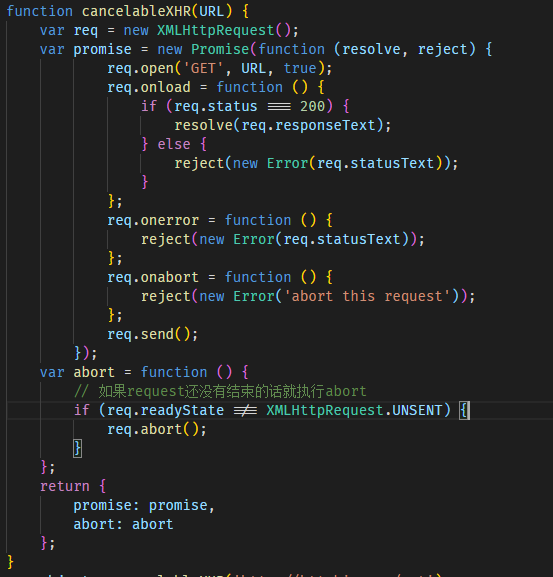 function cancelableXHR(URL) {
    var req = new XMLHttpRequest();
    var promise = new Promise(function (resolve, reject) {
            req.open('GET', URL, true);
            req.onload = function () {
                if (req.status === 200) {
                    resolve(req.responseText);
                } else {
                    reject(new Error(req.statusText));
                }
            };
            req.onerror = function () {
                reject(new Error(req.statusText));
            };
            req.onabort = function () {
                reject(new Error('abort this request'));
            };
            req.send();
        });
    var abort = function () {
        // 如果request还没有结束的话就执行abort
        if (req.readyState !== XMLHttpRequest.UNSENT) {
            req.abort();
        }
    };
    return {
        promise: promise,
        abort: abort
    };
}